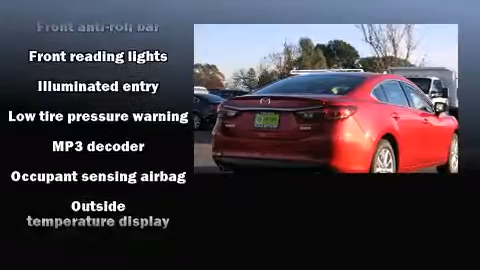 Front anti-roll bar
Front reading lights
Illuminated entry
Low tire pressure warning
MP3 decoder
Occupant sensing airbag
Outside
temperature display